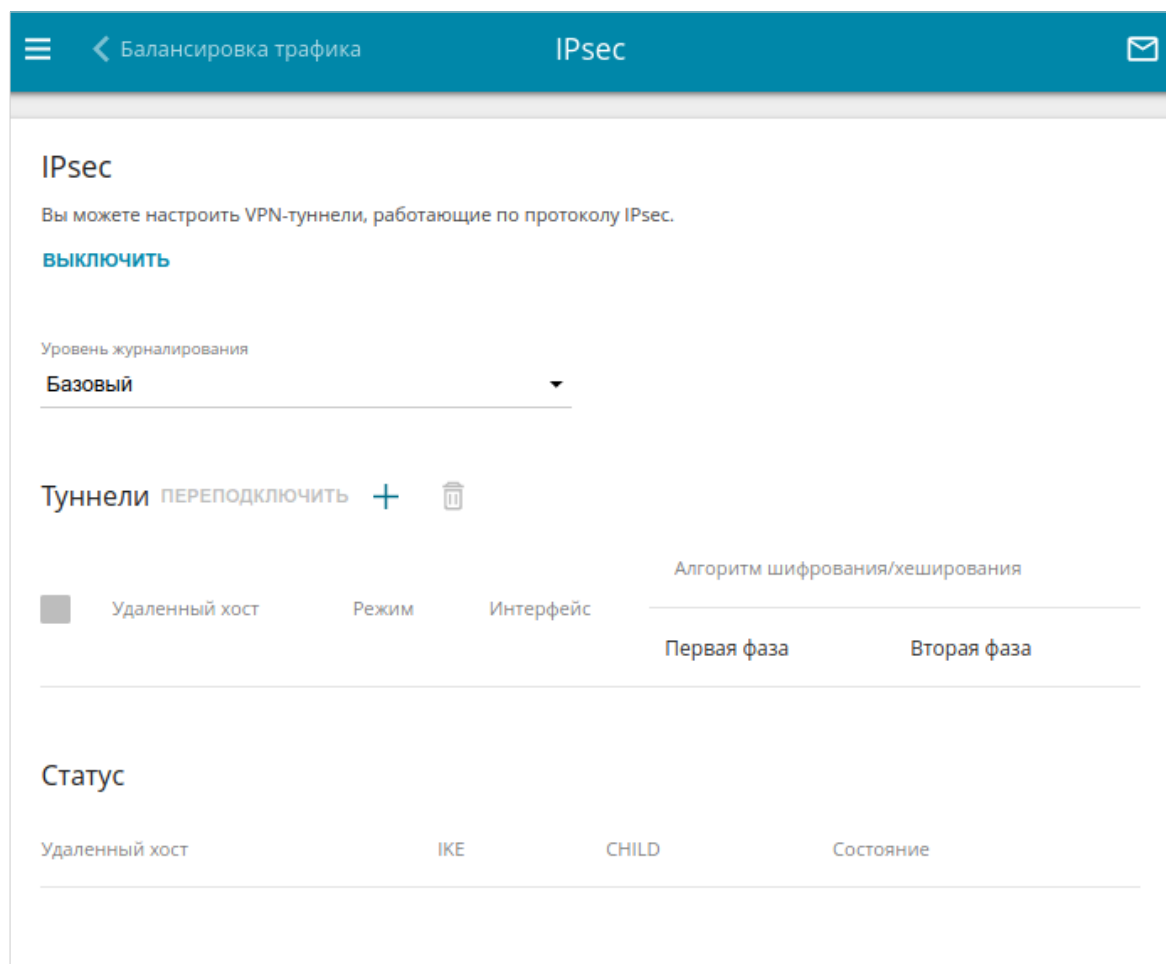 Балансировка трафика IPsec
IPsec
Вы можете настроить VPN-туннели, работающие по протоколу IPsec.
ВЫКЛЮЧИТЬ
Уровень журналирования
Базовый
Туннели ПЕРЕПОДКЛЮЧИТЬ
Алгоритм шифрования/хеширования
Удаленный хост Режим Интерфейс
Первая фаза Вторая фаза
Статус
Удаленный хост IKE CHILD Состояние